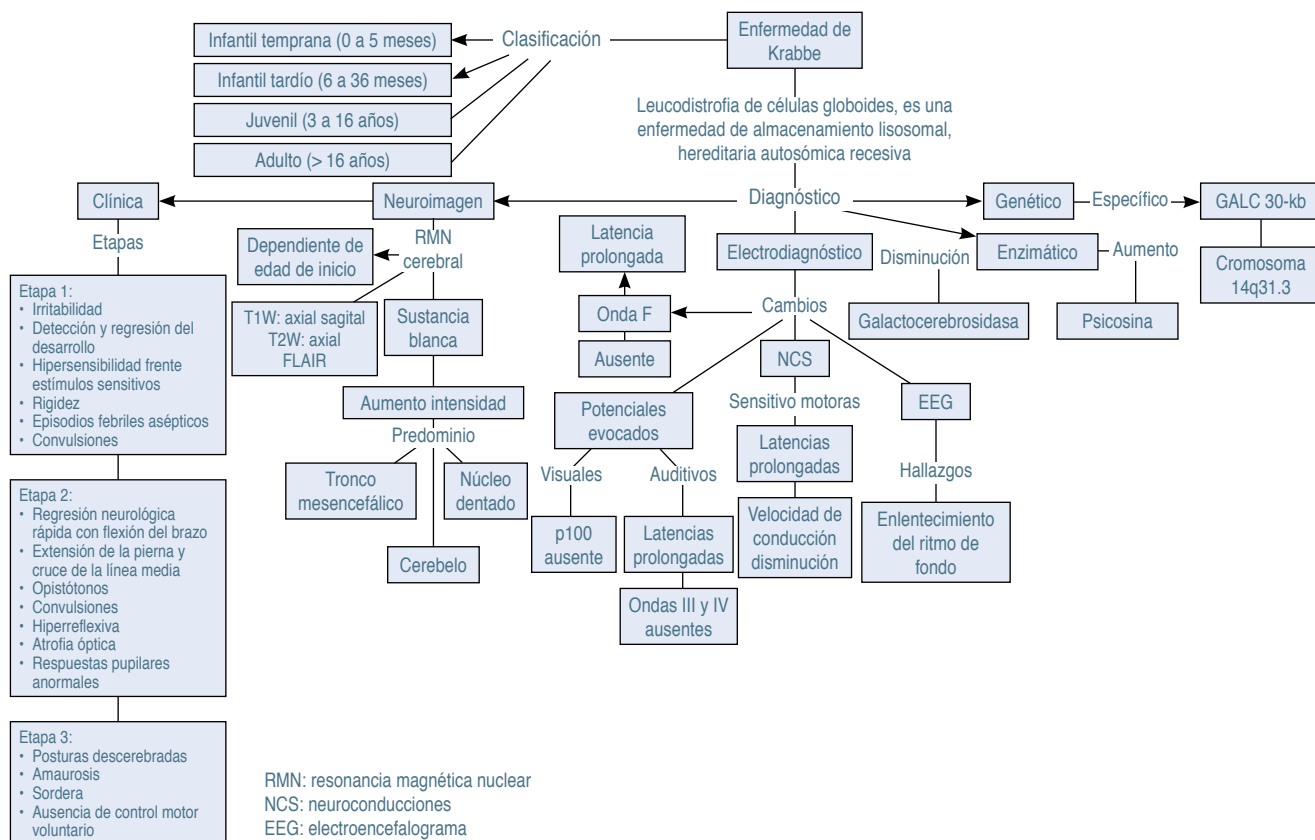 Enfermedad de
Krabbe
Clasificación
Infantil temprana (0 a 5 meses)
Infantil tardío (6 a 36 meses)
Juvenil (3 a 16 años)
Adulto (> 16 años)
Leucodistrofia de células globoides, es una
enfermedad de almacenamiento lisosomal,
hereditaria autosómica recesiva
Clínica
Neuroimagen
Diagnóstico
Genético
Específico
GALC 30-kb
Cromosoma
14q31.3
Etapas
Etapa 1:
• Irritabilidad
• Detección y regresión del
desarrollo
• Hipersensibilidad frente
estímulos sensitivos
• Rigidez
• Episodios febriles asépticos
• Convulsiones
Etapa 2:
• Regresión neurológica
rápida con flexión del brazo
• Extensión de la pierna y
cruce de la línea media
• Opistótonos
• Convulsiones
• Hiperreflexiva
• Atrofia óptica
• Respuestas pupilares
anormales
Etapa 3:
• Posturas descerebradas
• Amaurosis
• Sordera
• Ausencia de control motor
voluntario
RMN
cerebral
Dependiente de
edad de inicio
T1W: axial sagital
T2W: axial
FLAIR
Sustancia
blanca
Aumento intensidad
Predominio
Tronco
mesencefálico
Núcleo
dentado
Cerebelo
Electrodiagnóstico
Cambios
Latencia
prolongada
Onda F
Ausente
Potenciales
evocados
Visuales
p100
ausente
Auditivos
Latencias
prolongadas
Ondas III y IV
ausentes
NCS
Sensitivo motoras
Latencias
prolongadas
Velocidad de
conducción
disminución
EEG
Hallazgos
Enlentecimiento
del ritmo de
fondo
Enzimático
Disminución
Galactocerebrosidasa
Aumento
Psicosina
RMN: resonancia magnética nuclear
NCS: neuroconducciones
EEG: electroencefalograma